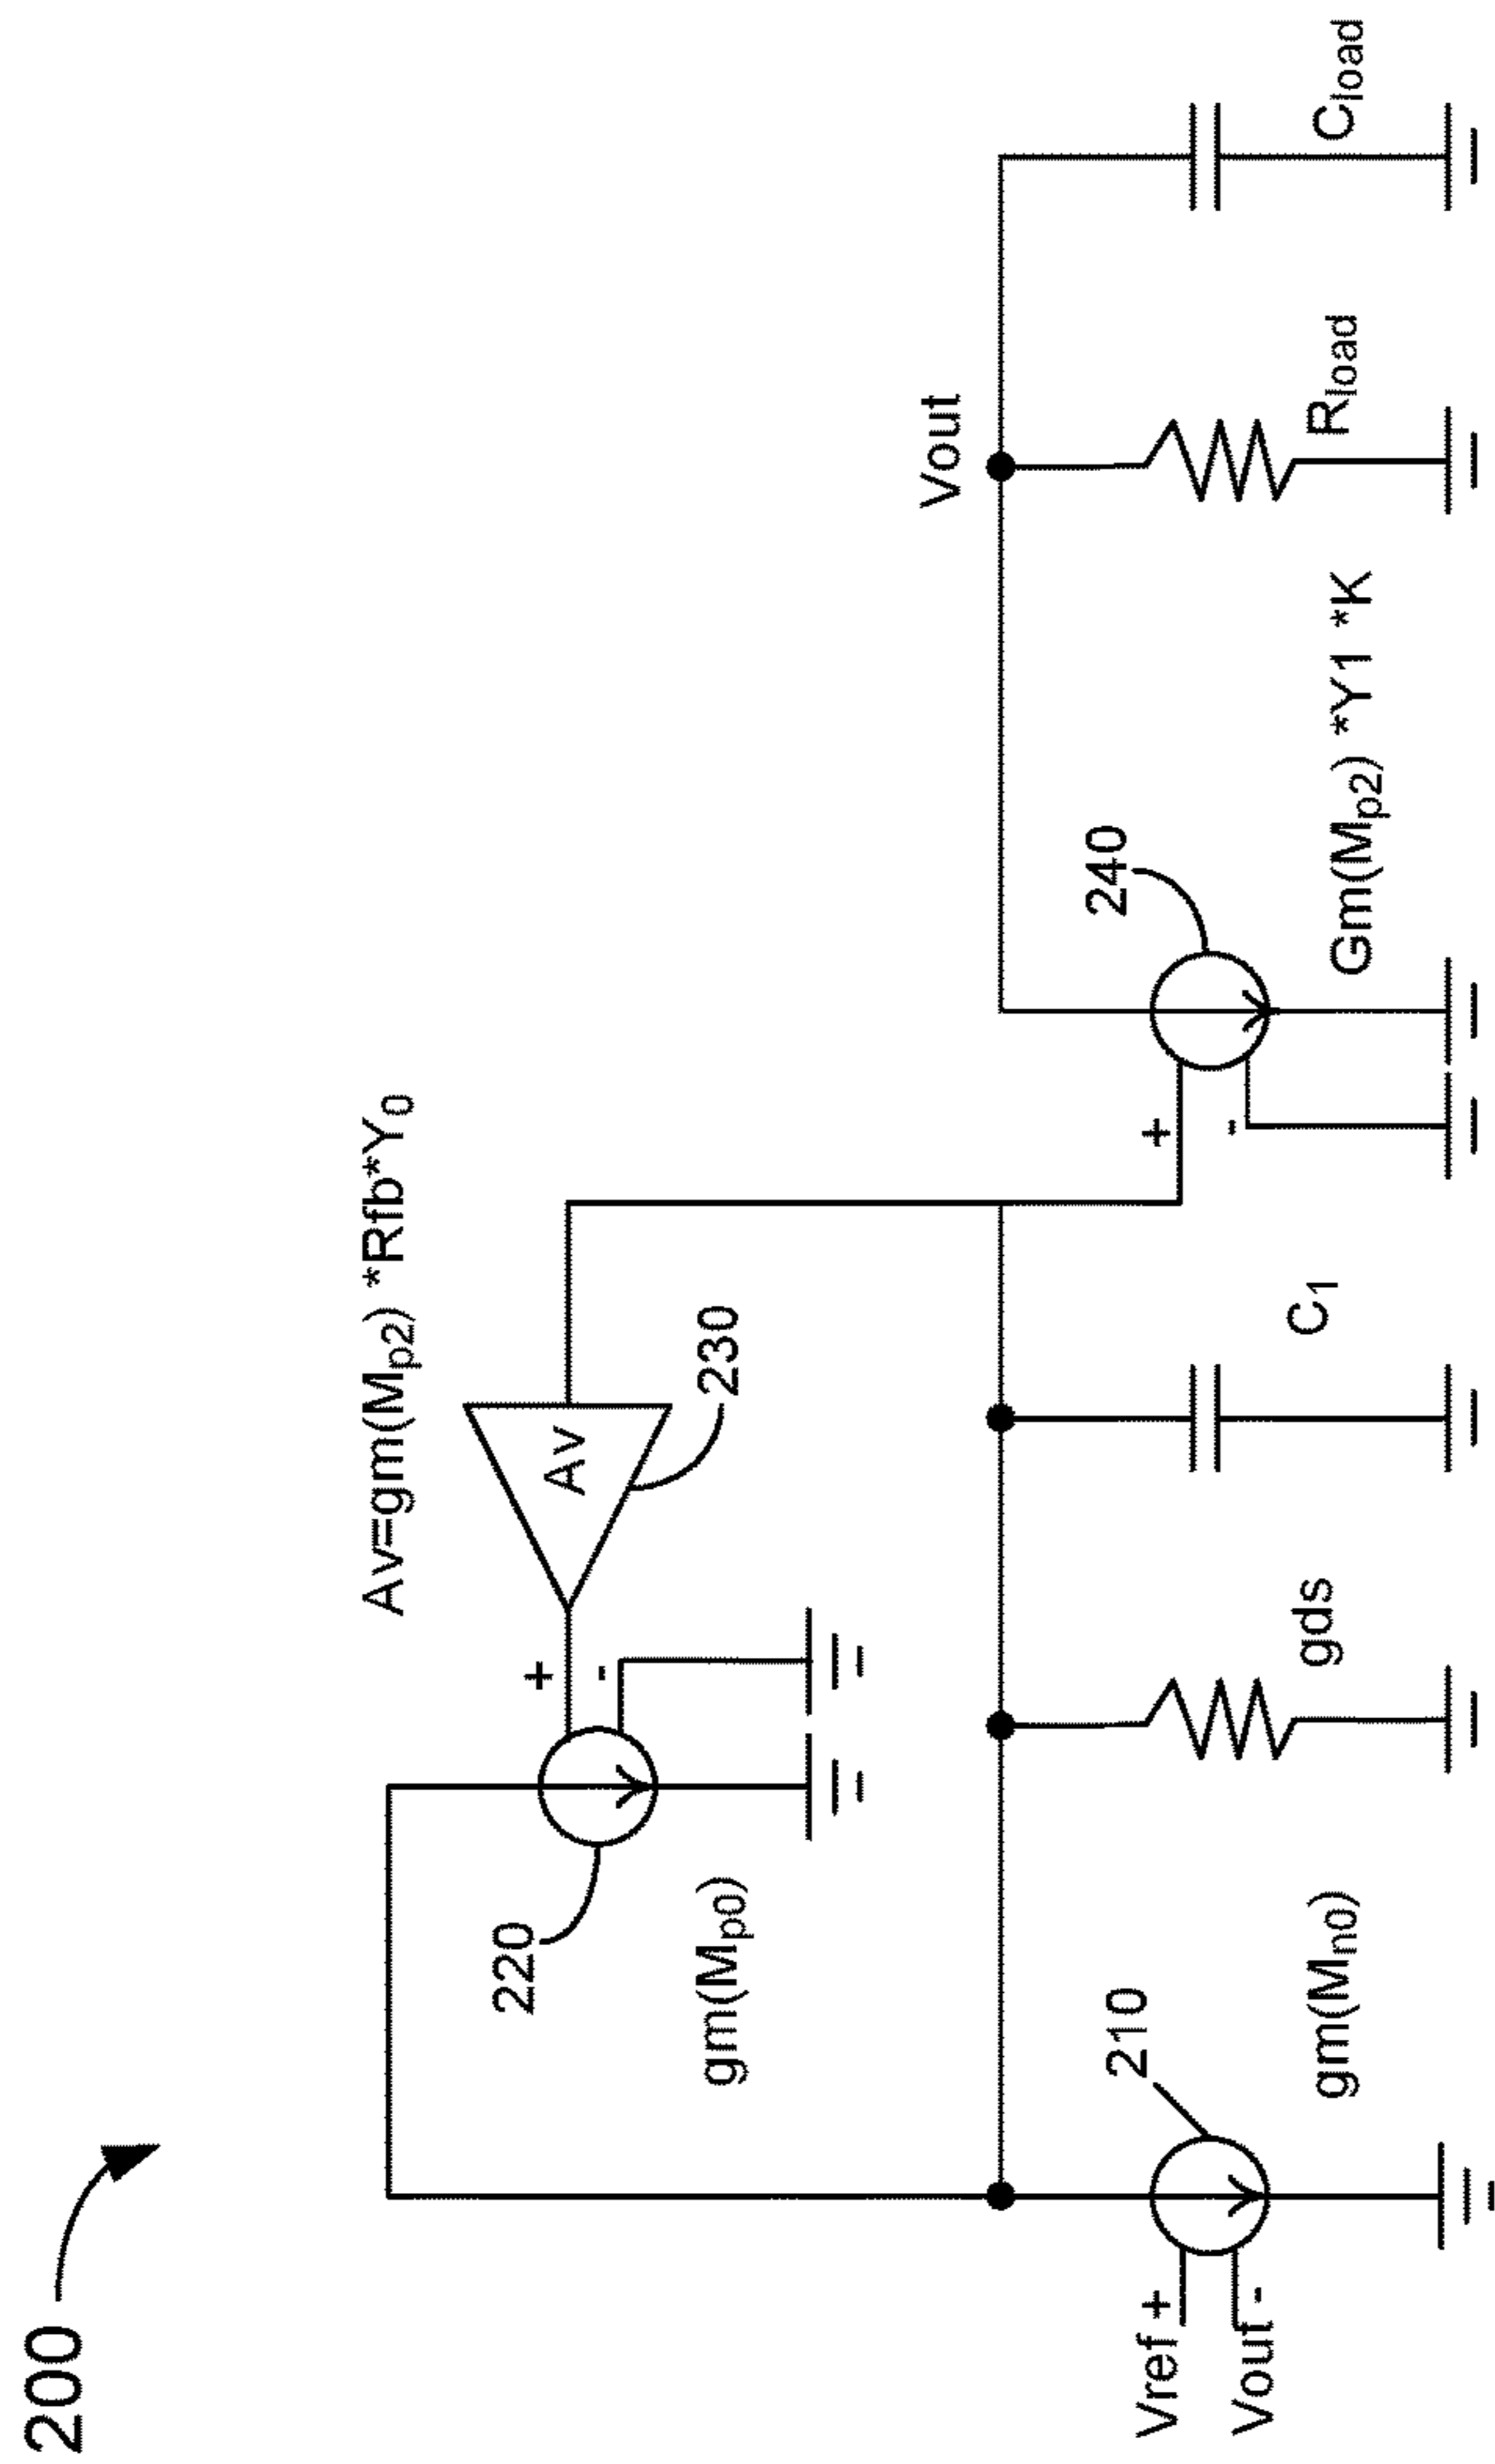 200
Av=gm(Mp2) *Rfb*Y0
Av
230
+
-
220
gm(Mp0)
Vout
Vref +
Vout -
210
gm(Mn0)
gds
C1
+
-
240
Gm(Mp2) *Y1 *K
Rload
Cload